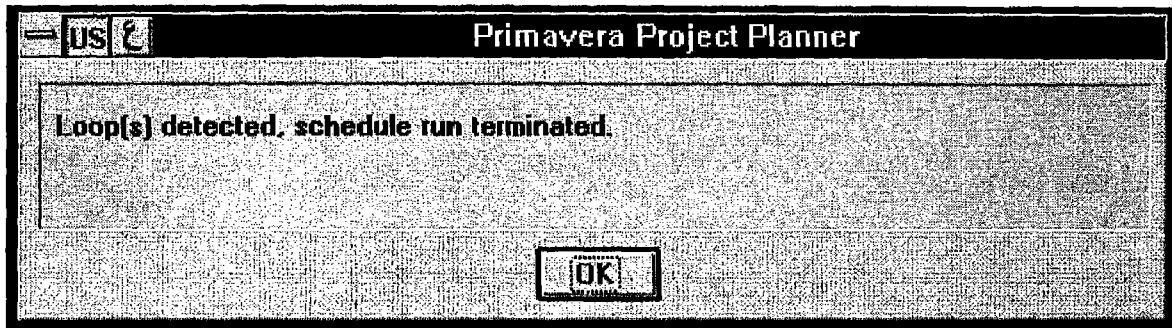 US ع Primavera Project Planner
Loop(s) detected, schedule run terminated.
OK